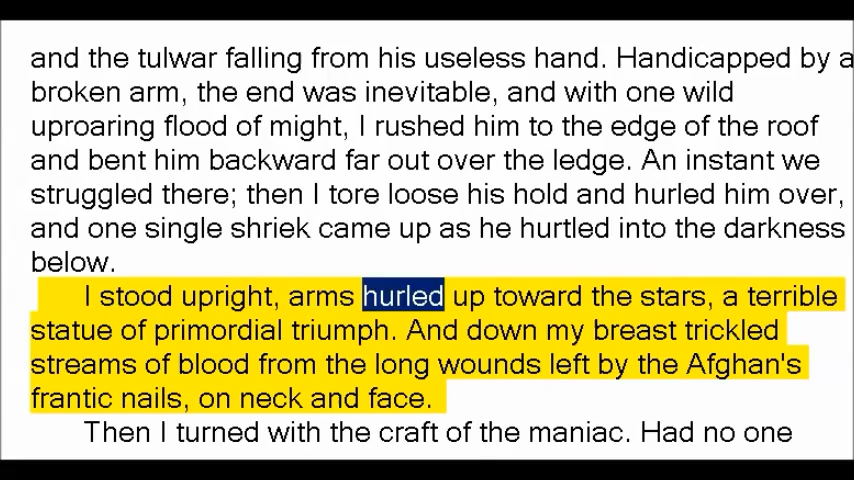 and the tulwar falling from his useless hand. Handicapped by a
broken arm, the end was inevitable, and with one wild
uproaring flood of might, I rushed him to the edge of the roof
and bent him backward far out over the ledge. An instant we
struggled there; then I tore loose his hold and hurled him over,
and one single shriek came up as he hurtled into the darkness
below.
I stood upright, arms hurled up toward the stars, a terrible
statue of primordial triumph. And down my breast trickled
streams of blood from the long wounds left by the Afghan's
frantic nails, on neck and face.
Then I turned with the craft of the maniac. Had no one